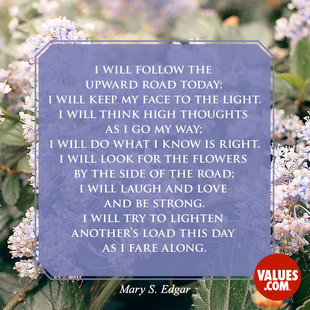 I WILL FOLLOW THE
UPWARD ROAD TODAY;
I WILL KEEP MY FACE TO THE LIGHT.
I WILL THINK HIGH THOUGHTS
AS I GO MY WAY;
I WILL DO WHAT I KNOW IS RIGHT.
I WILL LOOK FOR THE FLOWERS
BY THE SIDE OF THE ROAD;
I WILL LAUGH AND LOVE
AND BE STRONG.
I WILL TRY TO LIGHTEN
ANOTHER'S LOAD THIS DAY
AS I FARE ALONG.
Mary S. Edgar
VALUES
.COM